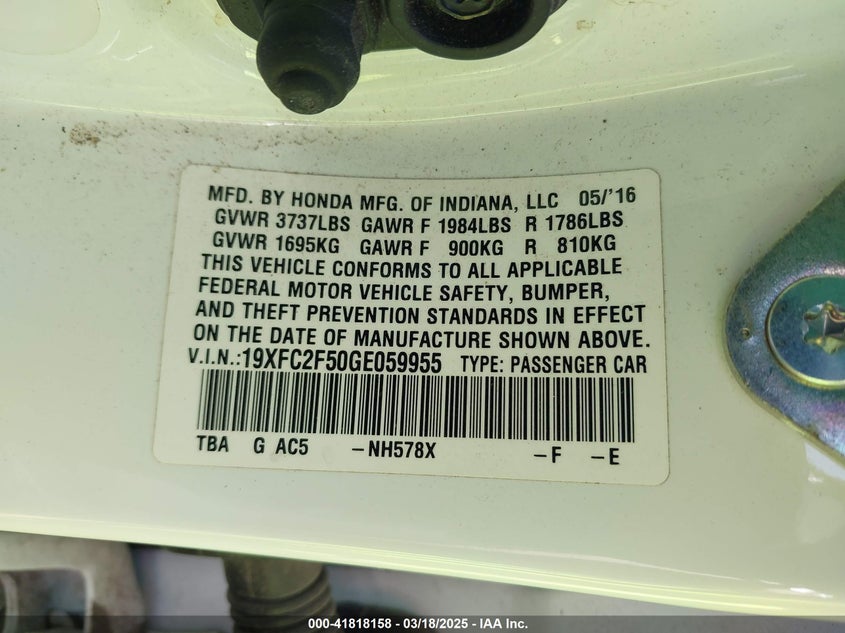 MFD. BY HONDA MFG. OF INDIANA, LLC 05/'16
GVWR 3737LBS GAWR F 1984LBS R 1786LBS
GVWR 1695KG GAWR F 900KG R 810KG
THIS VEHICLE CONFORMS TO ALL APPLICABLE
FEDERAL MOTOR VEHICLE SAFETY, BUMPER,
AND THEFT PREVENTION STANDARDS IN EFFECT
ON THE DATE OF MANUFACTURE SHOWN ABOVE.
V.I.N.:19XFC2F50GE059955 TYPE: PASSENGER CAR
TBA G AC5 –NH578X –F –E
000-41818158 – 03/18/2025 – IAA Inc.